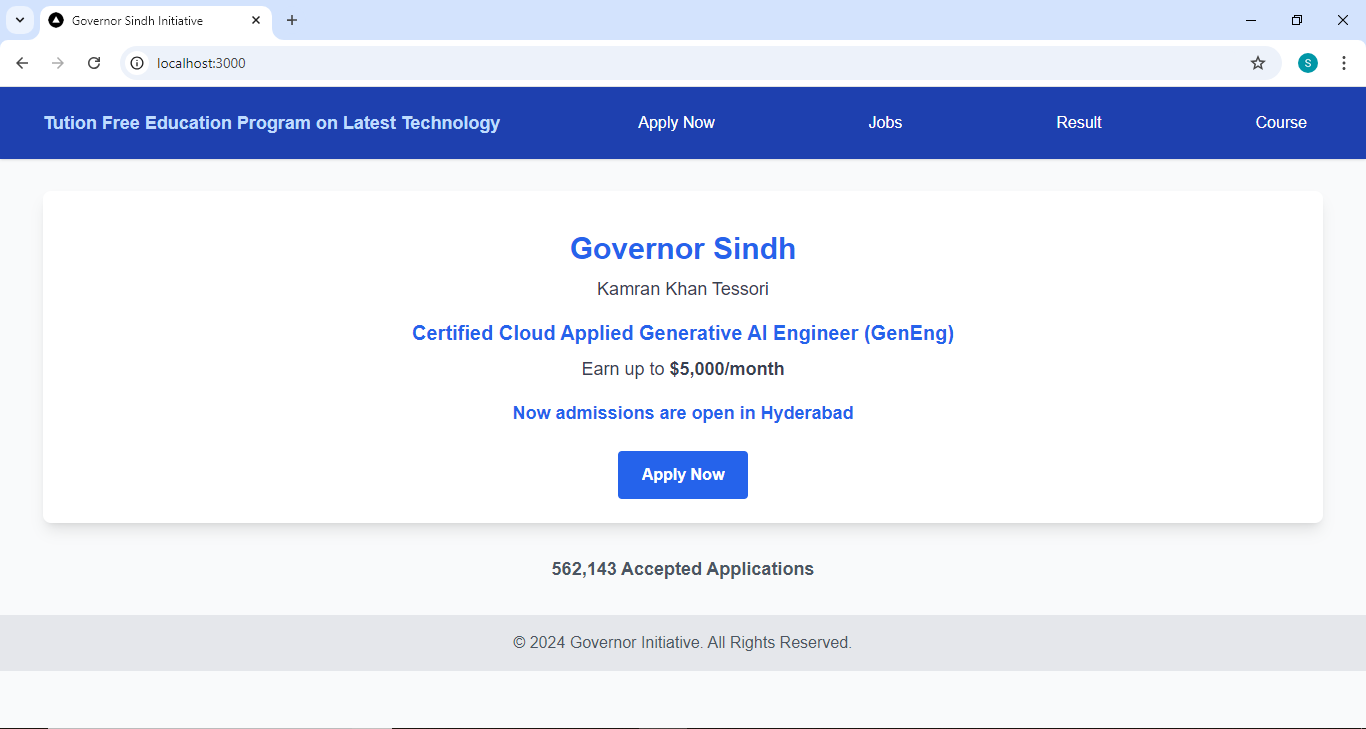 Governor Sindh Initiative
localhost:3000
S
Tution Free Education Program on Latest Technology
Apply Now
Jobs
Result
Course
Governor Sindh
Kamran Khan Tessori
Certified Cloud Applied Generative AI Engineer (GenEng)
Earn up to $5,000/month
Now admissions are open in Hyderabad
Apply Now
562,143 Accepted Applications
© 2024 Governor Initiative. All Rights Reserved.